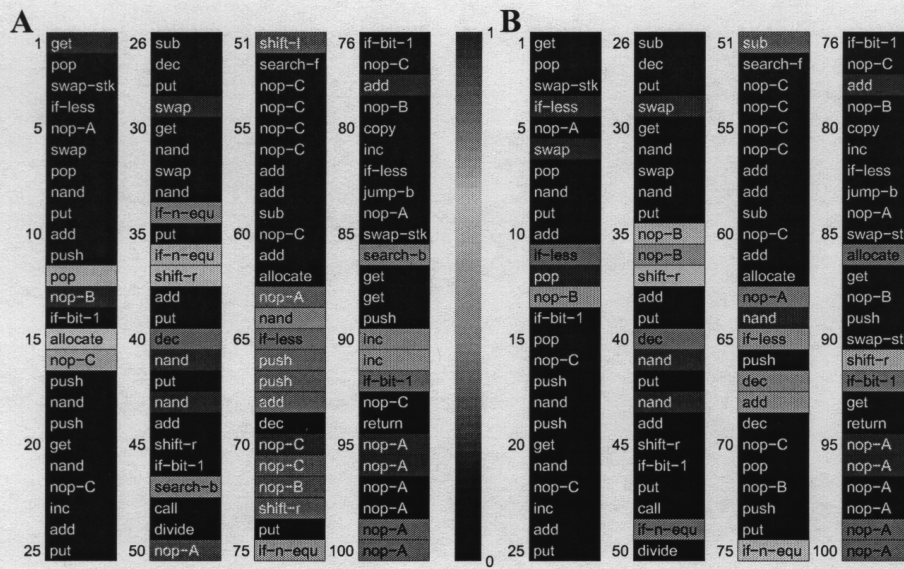 A
1 get
pop
swap-stk
if-less
5 nop-A
swap
pop
nand
put
10 add
push
pop
nop-B
if-bit-1
15 allocate
nop-C
push
nand
push
20 get
nand
nop-C
inc
add
25 put
26 sub
dec
put
swap
30 get
nand
swap
nand
if-n-equ
35 put
if-n-equ
shift-r
add
put
40 dec
nand
put
nand
add
45 shift-r
if-bit-1
search-b
call
divide
50 nop-A
51 shift-l
search-f
nop-C
nop-C
55 nop-C
nop-C
add
add
sub
60 nop-C
add
allocate
nop-A
nand
65 if-less
push
push
add
dec
70 nop-C
nop-C
nop-B
shift-r
put
75 if-n-equ
76 if-bit-1
nop-C
add
nop-B
80 copy
inc
if-less
jump-b
nop-A
85 swap-stk
search-b
get
get
push
90 inc
inc
if-bit-1
nop-C
return
95 nop-A
nop-A
nop-A
nop-A
nop-A
100 nop-A
1
0
B
1 get
pop
swap-stk
if-less
5 nop-A
swap
pop
nand
put
10 add
if-less
pop
nop-B
if-bit-1
15 pop
nop-C
push
nand
push
20 get
nand
nop-C
inc
add
25 put
26 sub
dec
put
swap
30 get
nand
swap
nand
put
35 nop-B
nop-B
shift-r
add
put
40 dec
nand
put
nand
add
45 shift-r
if-bit-1
put
call
if-n-equ
50 divide
51 sub
search-f
nop-C
nop-C
55 nop-C
nop-C
add
add
sub
60 nop-C
add
allocate
nop-A
nand
65 if-less
push
dec
add
dec
70 nop-C
pop
nop-B
push
put
75 if-n-equ
76 if-bit-1
nop-C
add
nop-B
80 copy
inc
if-less
jump-b
nop-A
85 swap-stk
allocate
get
nop-B
push
90 swap-stk
shift-r
if-bit-1
get
return
95 nop-A
nop-A
nop-A
nop-A
nop-A
100 nop-A